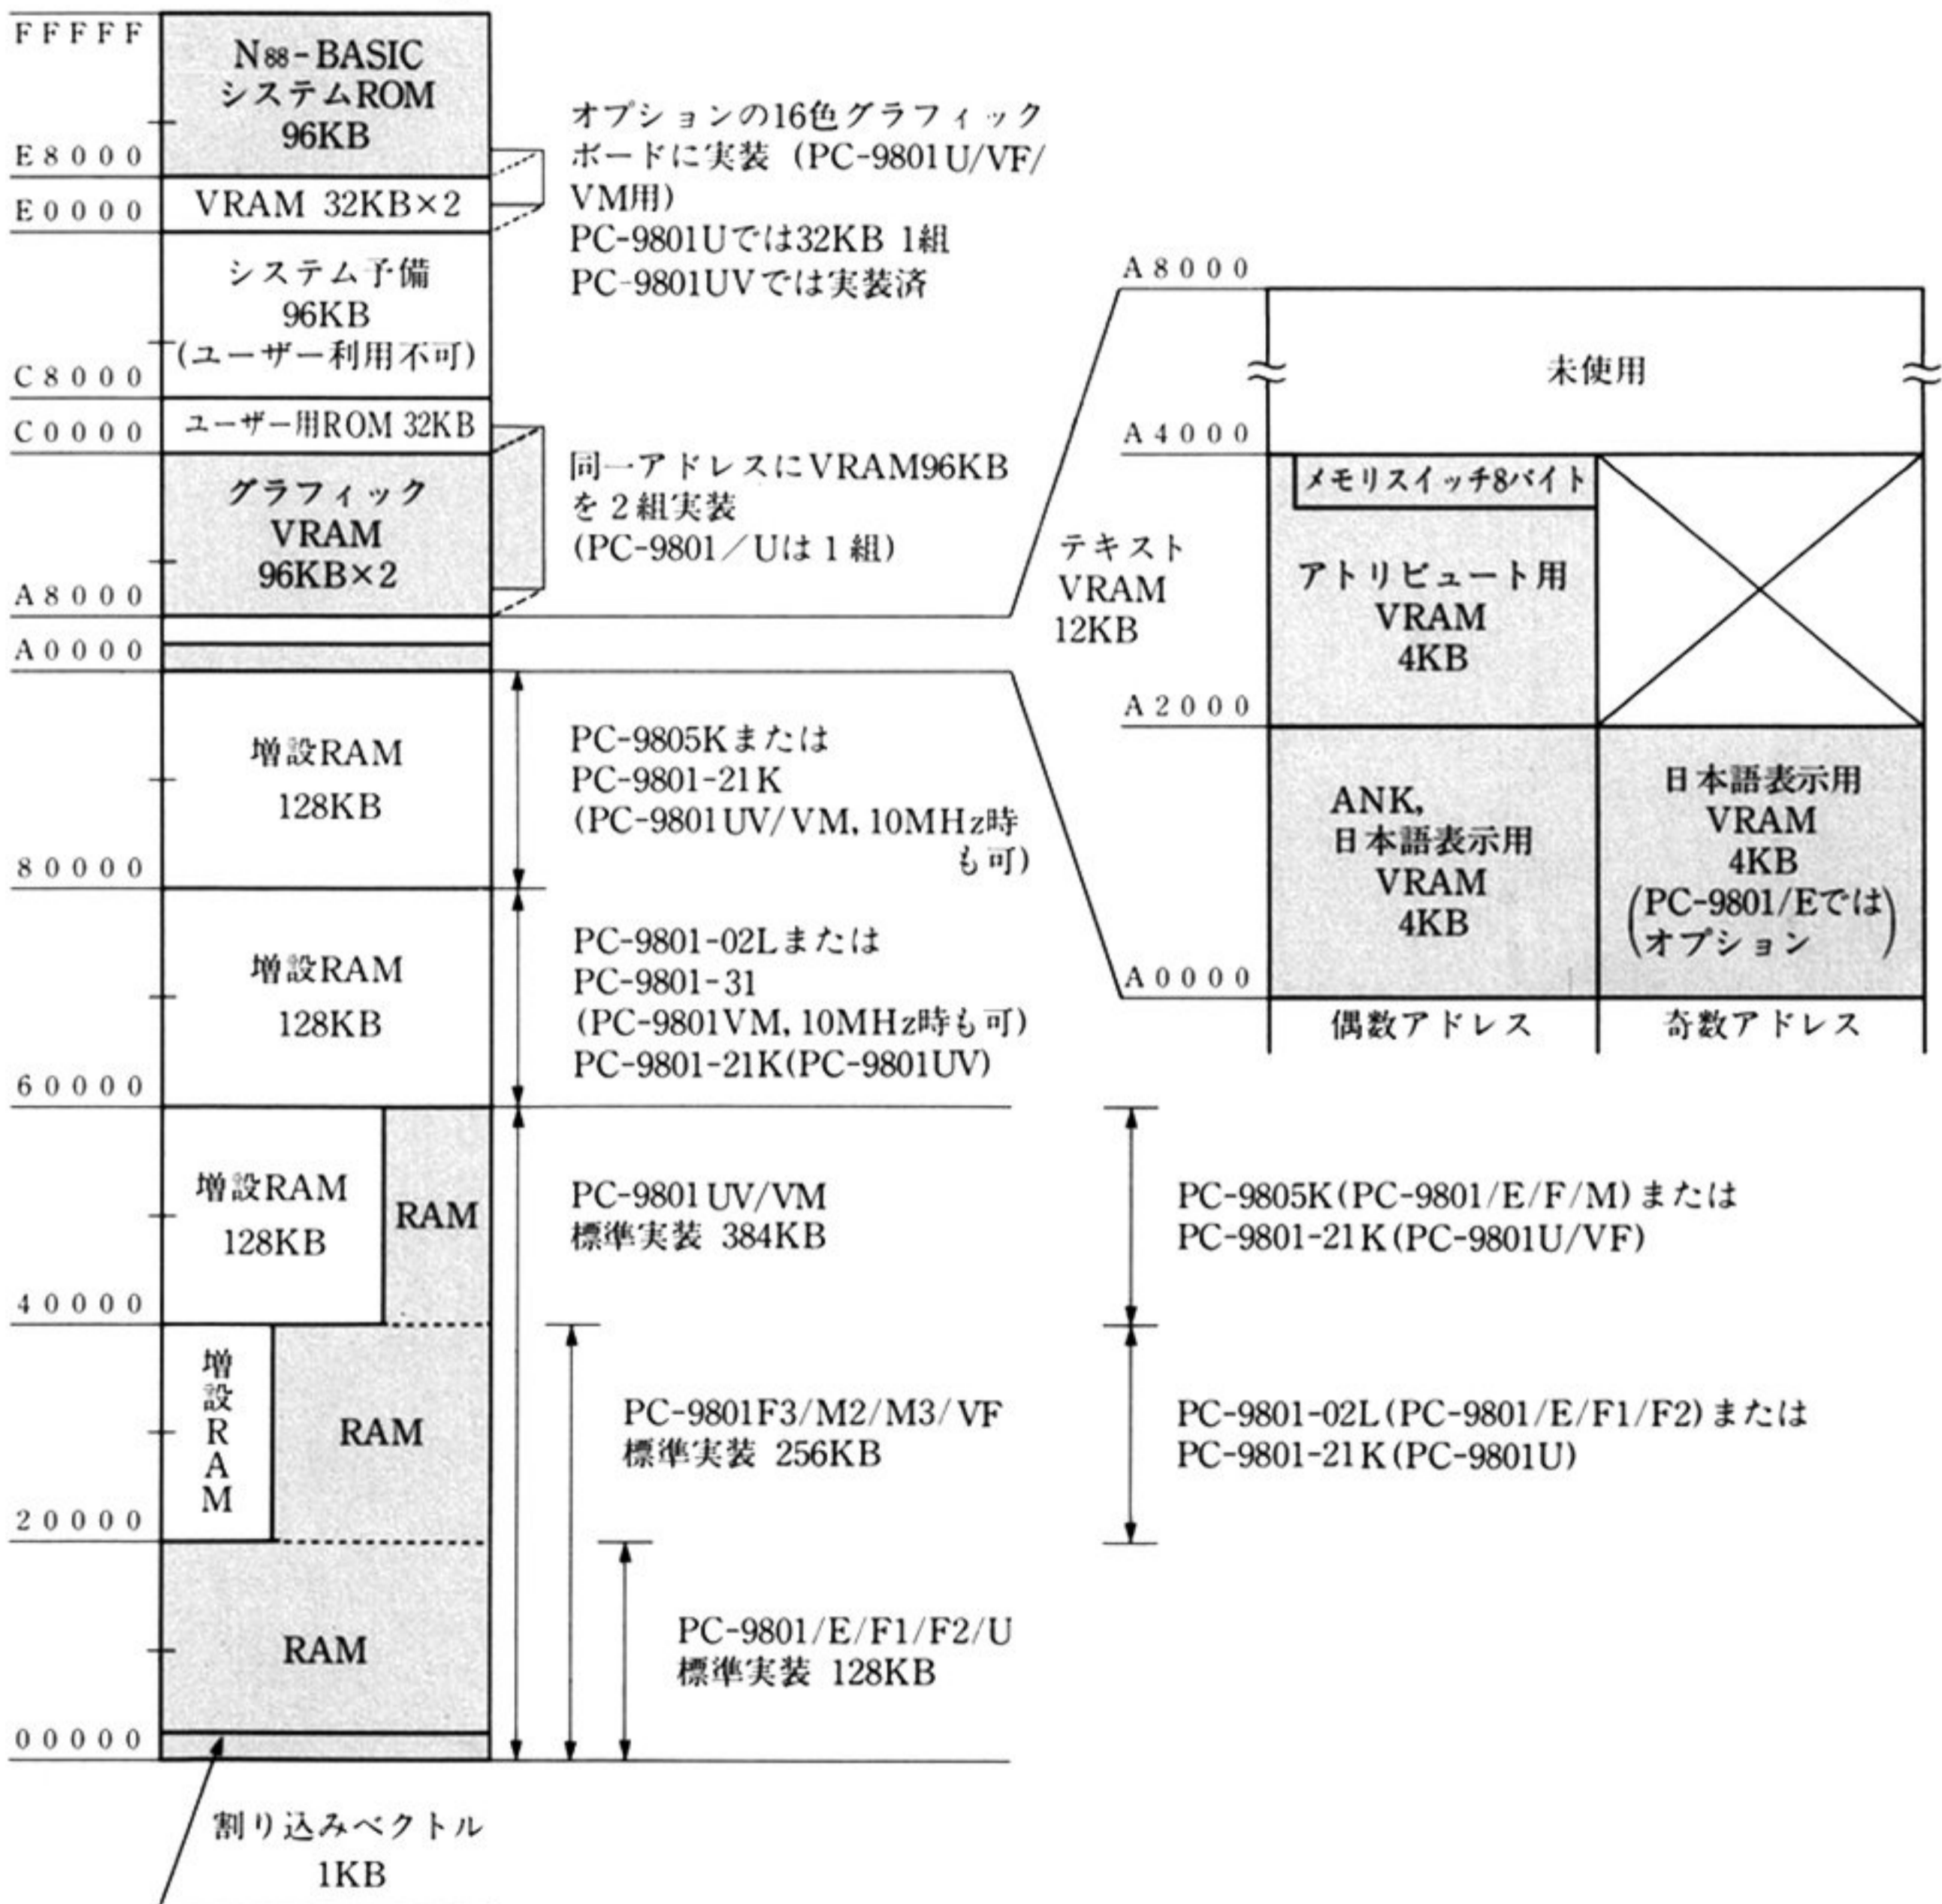 FFFFF
N88-BASIC
システムROM
96KB
E8000
VRAM 32KB×2
E0000
システム予備
96KB
(ユーザー利用不可)
C8000
ユーザー用ROM 32KB
C0000
グラフィック
VRAM
96KB×2
A8000
A0000
増設RAM
128KB
80000
増設RAM
128KB
60000
増設RAM
128KB
RAM
40000
増設RAM
RAM
20000
RAM
00000
割り込みベクトル
1KB
オプションの16色グラフィック
ボードに実装 (PC-9801U/VF/
VM用)
PC-9801Uでは32KB 1組
PC-9801UVでは実装済
同一アドレスにVRAM96KB
を2組実装
(PC-9801/Uは1組)
PC-9805Kまたは
PC-9801-21K
(PC-9801UV/VM, 10MHz時
も可)
PC-9801-02Lまたは
PC-9801-31
(PC-9801VM, 10MHz時も可)
PC-9801-21K(PC-9801UV)
PC-9801UV/VM
標準実装 384KB
PC-9801F3/M2/M3/VF
標準実装 256KB
PC-9801/E/F1/F2/U
標準実装 128KB
テキスト
VRAM
12KB
A8000
未使用
A4000
メモリスイッチ8バイト
アトリビュート用
VRAM
4KB
A2000
ANK,
日本語表示用
VRAM
4KB
日本語表示用
VRAM
4KB
(PC-9801/Eでは
オプション)
A0000
偶数アドレス
奇数アドレス
PC-9805K(PC-9801/E/F/M)または
PC-9801-21K(PC-9801U/VF)
PC-9801-02L(PC-9801/E/F1/F2)または
PC-9801-21K(PC-9801U)